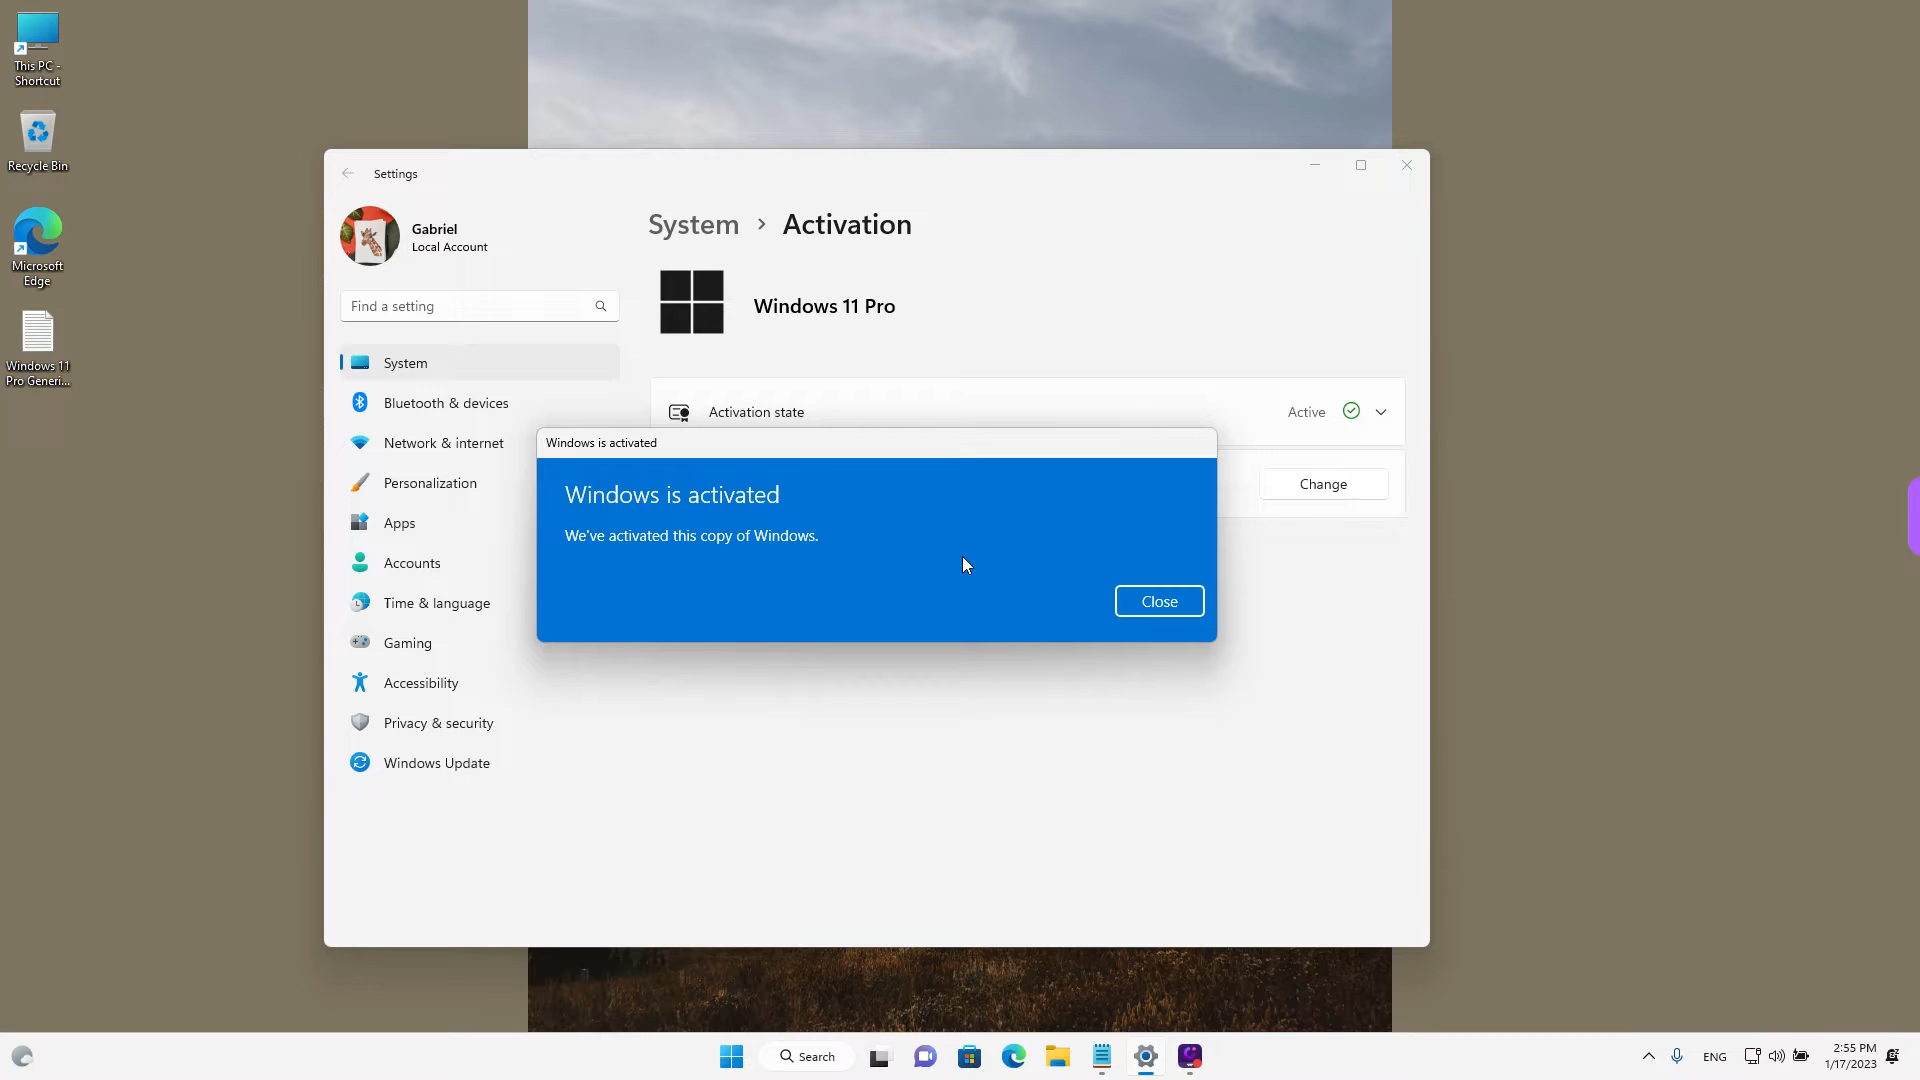 This PC -
Shortcut
Recycle Bin
Microsoft
Edge
Windows 11
Pro Generi...
Settings
Gabriel
Local Account
Find a setting
System
Bluetooth & devices
Network & internet
Personalization
Apps
Accounts
Time & language
Gaming
Accessibility
Privacy & security
Windows Update
System > Activation
Windows 11 Pro
Activation state
Active
Change
Windows is activated
Windows is activated
We've activated this copy of Windows.
Close
Search
ENG
2:55 PM
1/17/2023